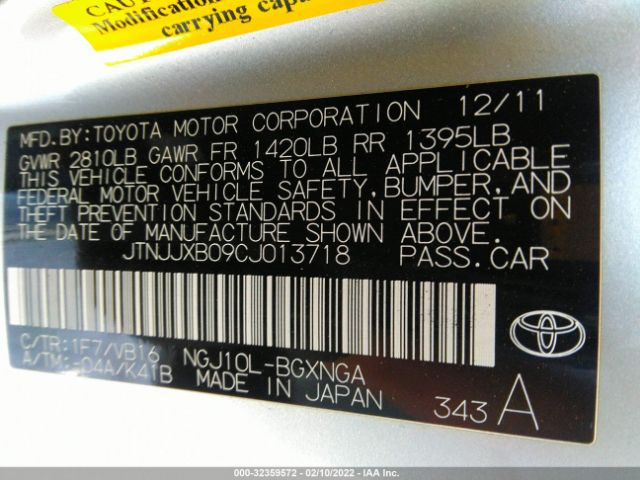 CAUT
Modification
carrying capa
MFD.BY:TOYOTA MOTOR CORPORATION 12/11
GVWR 2810LB GAWR FR 1420LB RR 1395LB
THIS VEHICLE CONFORMS TO ALL APPLICABLE
FEDERAL MOTOR VEHICLE SAFETY, BUMPER, AND
THEFT PREVENTION STANDARDS IN EFFECT ON
THE DATE OF MANUFACTURE SHOWN ABOVE.
JTNJJXB09CJ013718 PASS.CAR
C/TR:1F7/VB16 NGJ10L-BGXNGA
A/TM:-04A/K41B MADE IN JAPAN
343 A
000-32359572 - 02/10/2022 - IAA Inc.